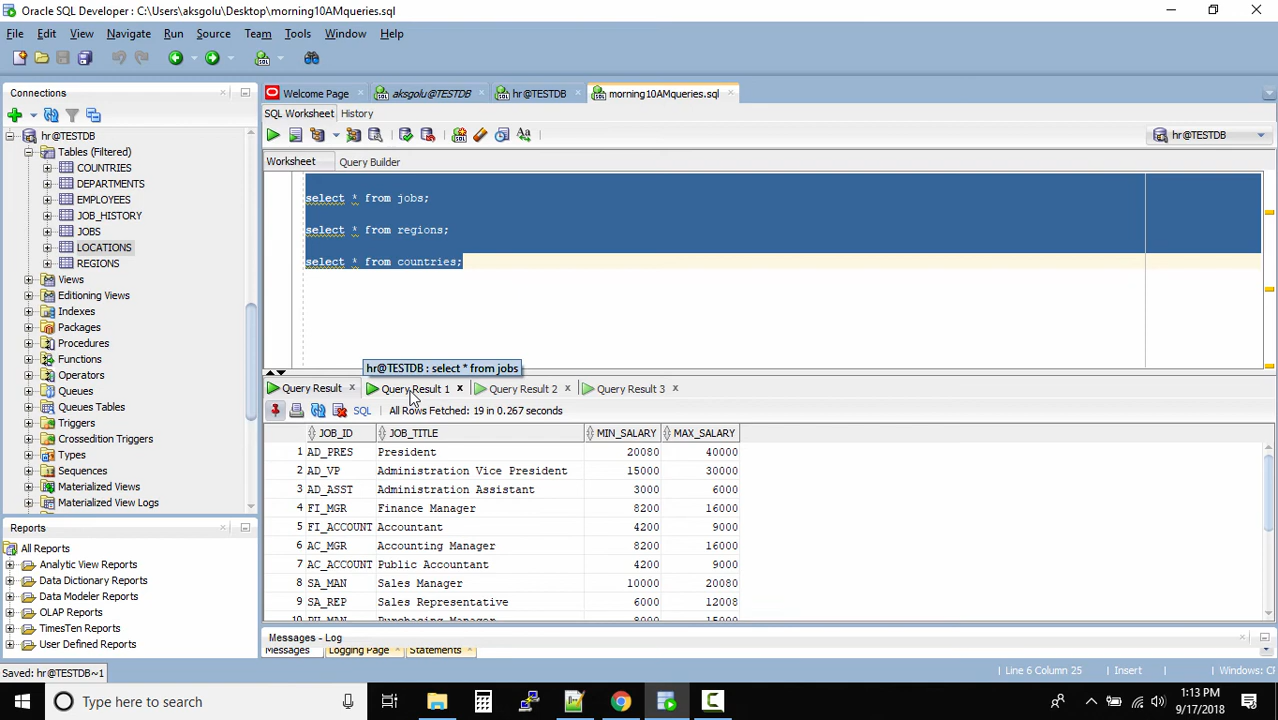 Oracle SQL Developer : C:\Users\aksgolu\Desktop\morning10AMqueries.sql
File Edit View Navigate Run Source Team Tools Window Help
Connections
hr@TESTDB
Tables (Filtered)
COUNTRIES
DEPARTMENTS
EMPLOYEES
JOB_HISTORY
JOBS
LOCATIONS
REGIONS
Views
Editioning Views
Indexes
Packages
Procedures
Functions
Operators
Queues
Queues Tables
Triggers
Crossedition Triggers
Types
Sequences
Materialized Views
Materialized View Logs
Reports
All Reports
Analytic View Reports
Data Dictionary Reports
Data Modeler Reports
OLAP Reports
TimesTen Reports
User Defined Reports
Welcome Page aksgolu@TESTDB hr@TESTDB morning10AMqueries.sql
SQL Worksheet History
hr@TESTDB
Worksheet Query Builder
select * from jobs;
select * from regions;
select * from countries;
hr@TESTDB : select * from jobs
Query Result Query Result 1 Query Result 2 Query Result 3
SQL All Rows Fetched: 19 in 0.267 seconds
JOB_ID JOB_TITLE MIN_SALARY MAX_SALARY
1 AD_PRES President 20080 40000
2 AD_VP Administration Vice President 15000 30000
3 AD_ASST Administration Assistant 3000 6000
4 FI_MGR Finance Manager 8200 16000
5 FI_ACCOUNT Accountant 4200 9000
6 AC_MGR Accounting Manager 8200 16000
7 AC_ACCOUNT Public Accountant 4200 9000
8 SA_MAN Sales Manager 10000 20080
9 SA_REP Sales Representative 6000 12008
10 PU_MAN Purchasing Manager 8000 15000
Messages - Log
Messages Logging Page Statements
Saved: hr@TESTDB~1
Line 6 Column 25 Insert Windows: CF
Type here to search
1:13 PM
9/17/2018